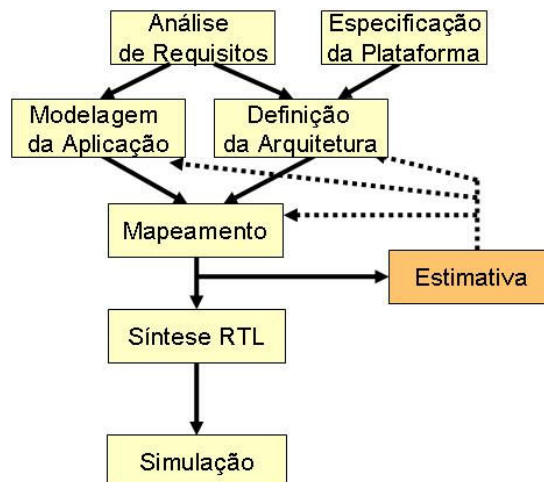 Análise
de Requisitos
Especificação
da Plataforma
Modelagem
da Aplicação
Definição
da Arquitetura
Mapeamento
Estimativa
Síntese RTL
Simulação